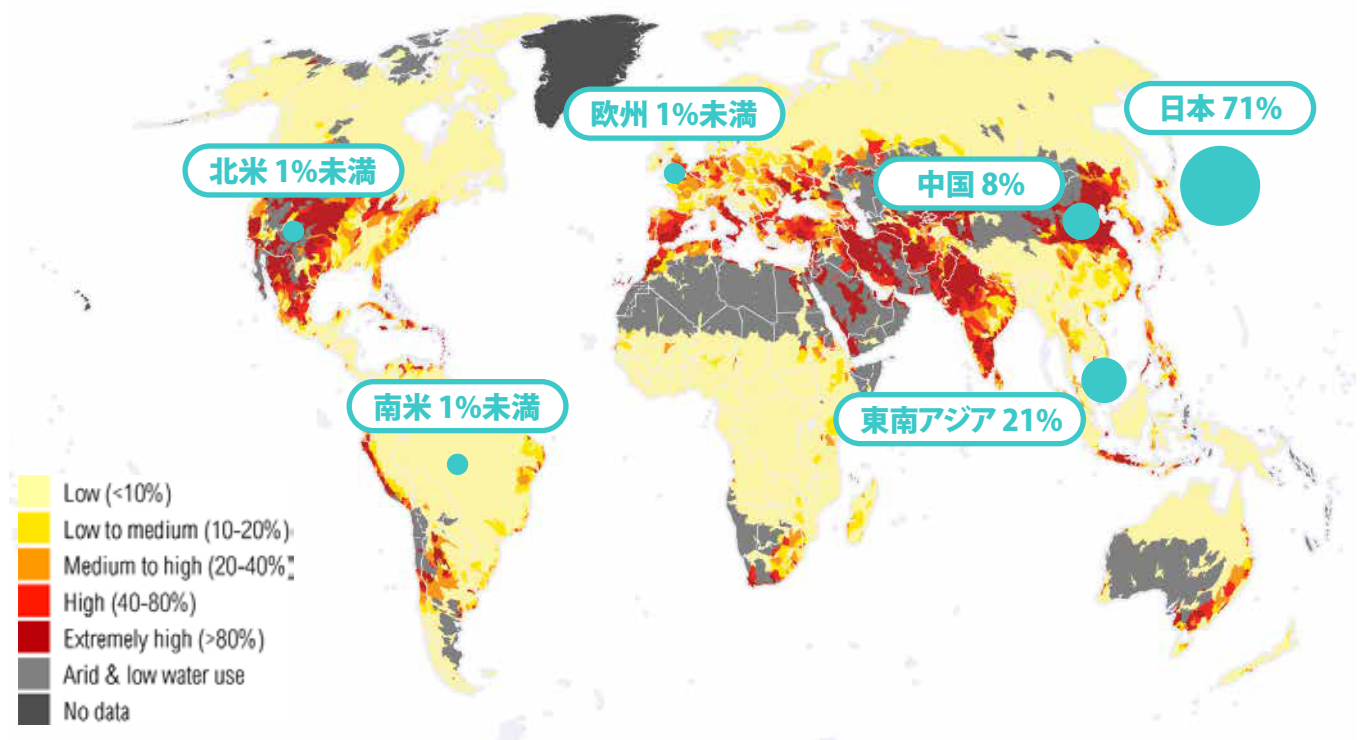 欧州 1%未満
日本 71%
北米 1%未満
中国 8%
南米 1%未満
東南アジア 21%
Low (<10%)
Low to medium (10-20%)
Medium to high (20-40%
High (40-80%)
Extremely high (>80%)
Arid & low water use
No data